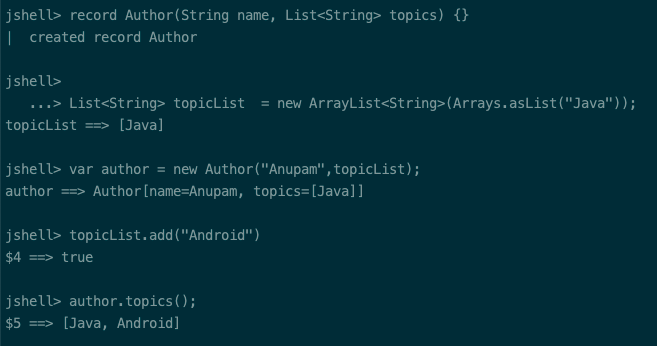 jshell> record Author(String name, List<String> topics) {}
|  created record Author
jshell>
   ...> List<String> topicList  = new ArrayList<String>(Arrays.asList("Java"));
topicList ==> [Java]
jshell> var author = new Author("Anupam",topicList);
author ==> Author[name=Anupam, topics=[Java]]
jshell> topicList.add("Android")
$4 ==> true
jshell> author.topics();
$5 ==> [Java, Android]